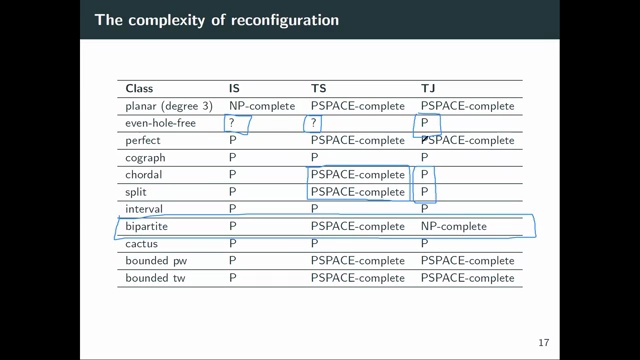 The complexity of reconfiguration
Class IS TS TJ
planar (degree 3) NP-complete PSPACE-complete PSPACE-complete
even-hole-free ? ? P
perfect P PSPACE-complete PSPACE-complete
cograph P P P
chordal P PSPACE-complete P
split P PSPACE-complete P
interval P P P
bipartite P PSPACE-complete NP-complete
cactus P P P
bounded pw P PSPACE-complete PSPACE-complete
bounded tw P PSPACE-complete PSPACE-complete
17